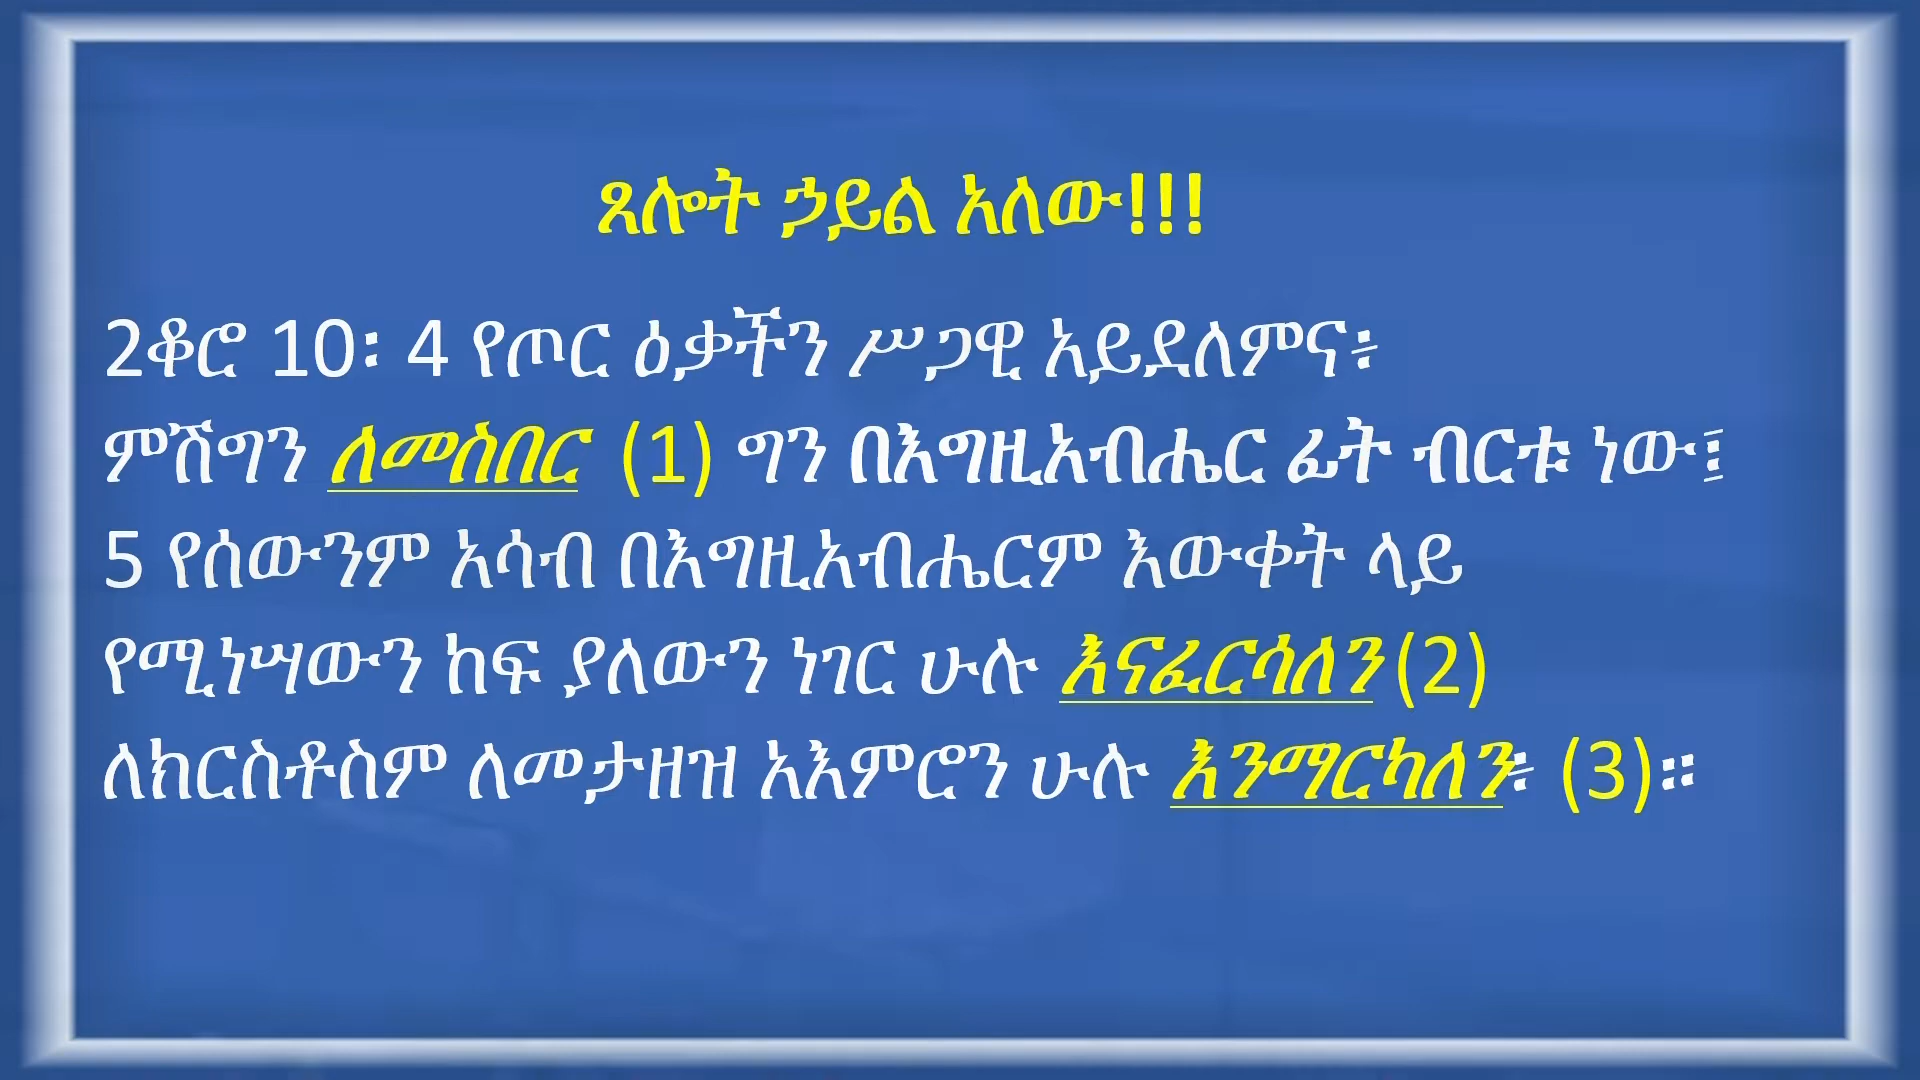 ጸሎት ኃይል አለው!!!
2ቆሮ 10፡ 4 የጦር ዕቃችን ሥጋዊ አይደለምና፥
ምሽግን ለመስበር (1) ግን በእግዚአብሔር ፊት ብርቱ ነው፤
5 የሰውንም አሳብ በእግዚአብሔርም እውቀት ላይ
የሚነሣውን ከፍ ያለውን ነገር ሁሉ እናፈርሳለን (2)
ለክርስቶስም ለመታዘዝ አእምሮን ሁሉ እንማርካለን፥ (3)።